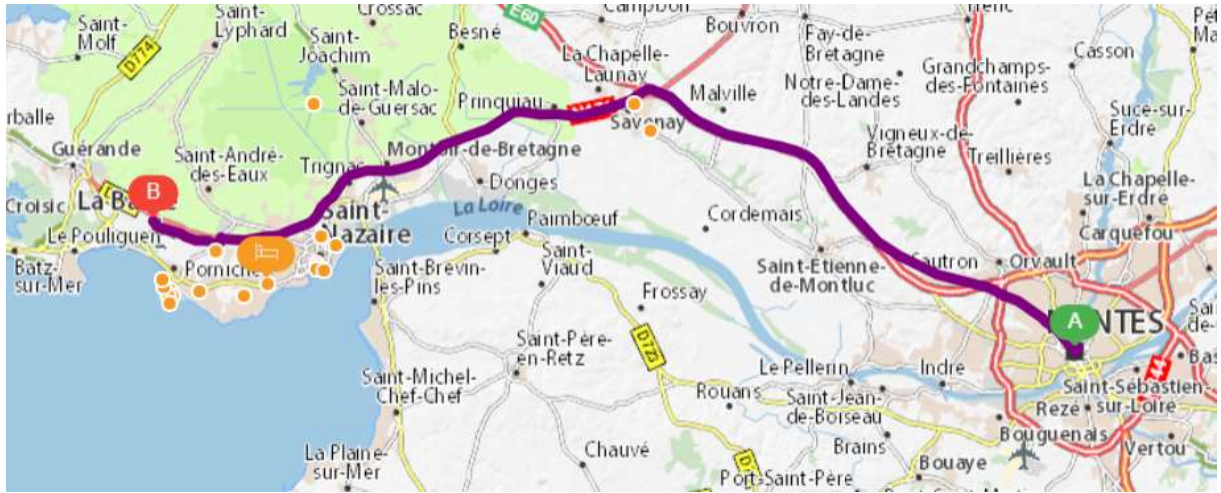 Saint-
Molf
Saint-
Lyphard
Crossac
E60
Campbon
Bouvron
Fay-de-
Bretagne
Casson
D774
Saint-
Joachim
Besné
La Chapelle-
Launay
Notre-Dame-
des-Landes
Grandchamps-
des-Fontaines
Saint-Malo-
de-Guersac
Prinquiau
Savenay
Malville
Sucé-sur-
Erdre
Guérande
Saint-André-
des-Eaux
Trignac
Montoir-de-Bretagne
Donges
Vigneux-de-
Bretagne
Treillières
La Chapelle-
sur-Erdre
B
Croisic
Saint-
Nazaire
La Loire
Paimbœuf
Cordemais
Carquefou
Le Pouliguen
Batz-
sur-Mer
Corsept
Saint-
Viaud
Saint-Étienne-
de-Montluc
Orvault
Saint-Brévin-
les-Pins
Frossay
A
D723
Saint-Père-
en-Retz
Le Pellerin
Indre
Saint-Sébastien-
sur-Loire
Saint-Michel-
Chef-Chef
Rouans
Saint-Jean-
de-Boiseau
Rezé
Bouguenais
Vertou
Brains
La Plaine-
sur-Mer
Chauvé
Port-Saint-Père
Bouaye